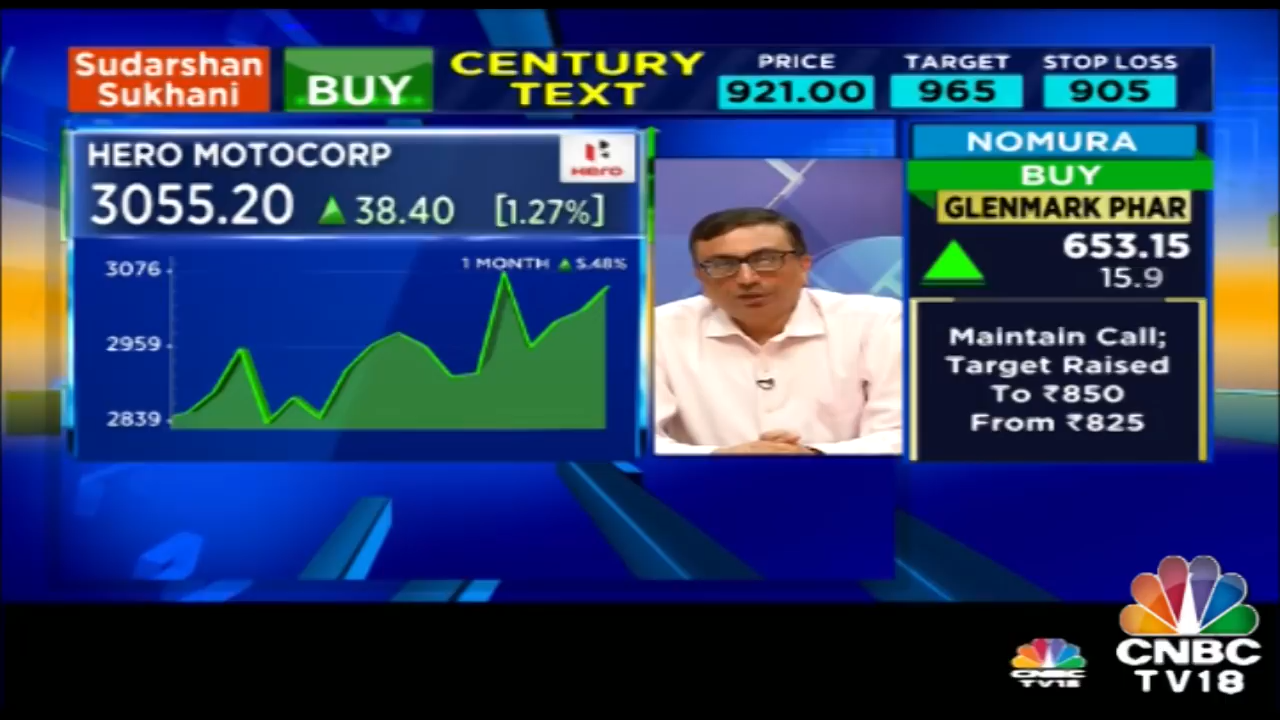 Sudarshan
Sukhani
BUY
CENTURY
TEXT
PRICE
921.00
TARGET
965
STOP LOSS
905
HERO MOTOCORP
Hero
3055.20 ▲ 38.40 [1.27%]
1 MONTH ▲ 5.48%
3076
2959
2839
NOMURA
BUY
GLENMARK PHAR
653.15
15.9
Maintain Call;
Target Raised
To ₹850
From ₹825
CNBC
TV18
CNBC
TV18